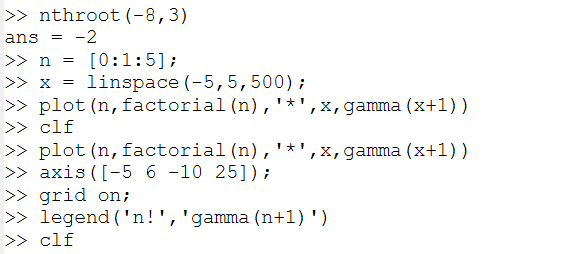 >> nthroot(-8,3)
ans = -2
>> n = [0:1:5];
>> x = linspace(-5,5,500);
>> plot(n,factorial(n),'*',x,gamma(x+1))
>> clf
>> plot(n,factorial(n),'*',x,gamma(x+1))
>> axis([-5 6 -10 25]);
>> grid on;
>> legend('n!','gamma(n+1)')
>> clf